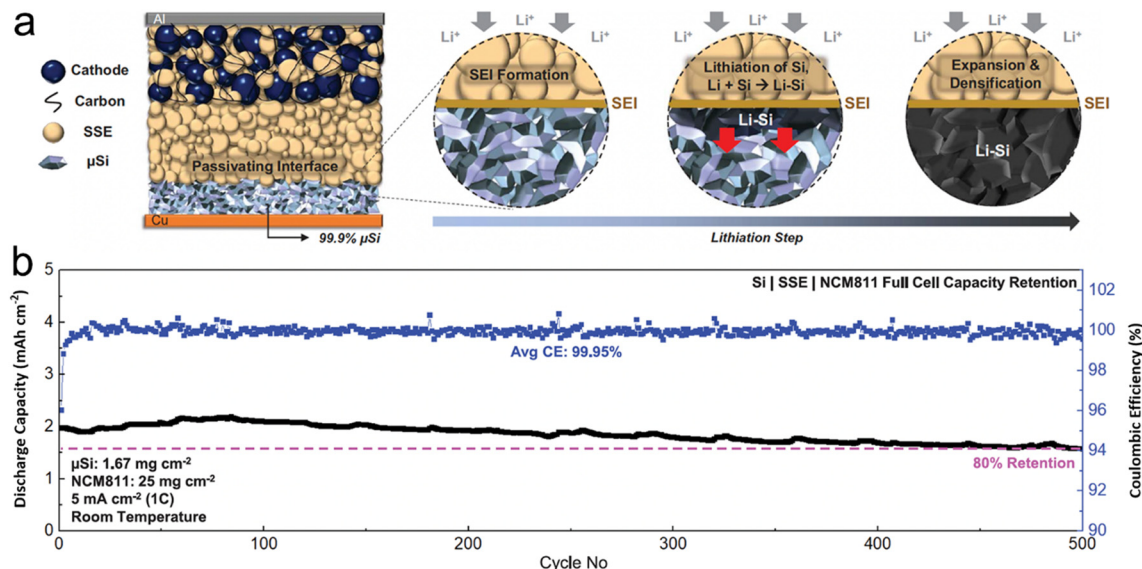 a
Al
Cathode
Carbon
SSE
µSi
Passivating Interface
Cu
99.9% µSi
Li⁺
Li⁺ Li⁺
SEI Formation
SEI
Li⁺
Li⁺ Li⁺
Lithiation of Si,
Li + Si → Li-Si
SEI
Li-Si
Li⁺
Li⁺ Li⁺
Expansion &
Densification
SEI
Li-Si
Lithiation Step
b
Si | SSE | NCM811 Full Cell Capacity Retention
Avg CE: 99.95%
80% Retention
µSi: 1.67 mg cm⁻²
NCM811: 25 mg cm⁻²
5 mA cm⁻² (1C)
Room Temperature
Discharge Capacity (mAh cm⁻²)
5
4
3
2
1
0
Coulombic Efficiency (%)
102
100
98
96
94
92
90
0 100 200 300 400 500
Cycle No